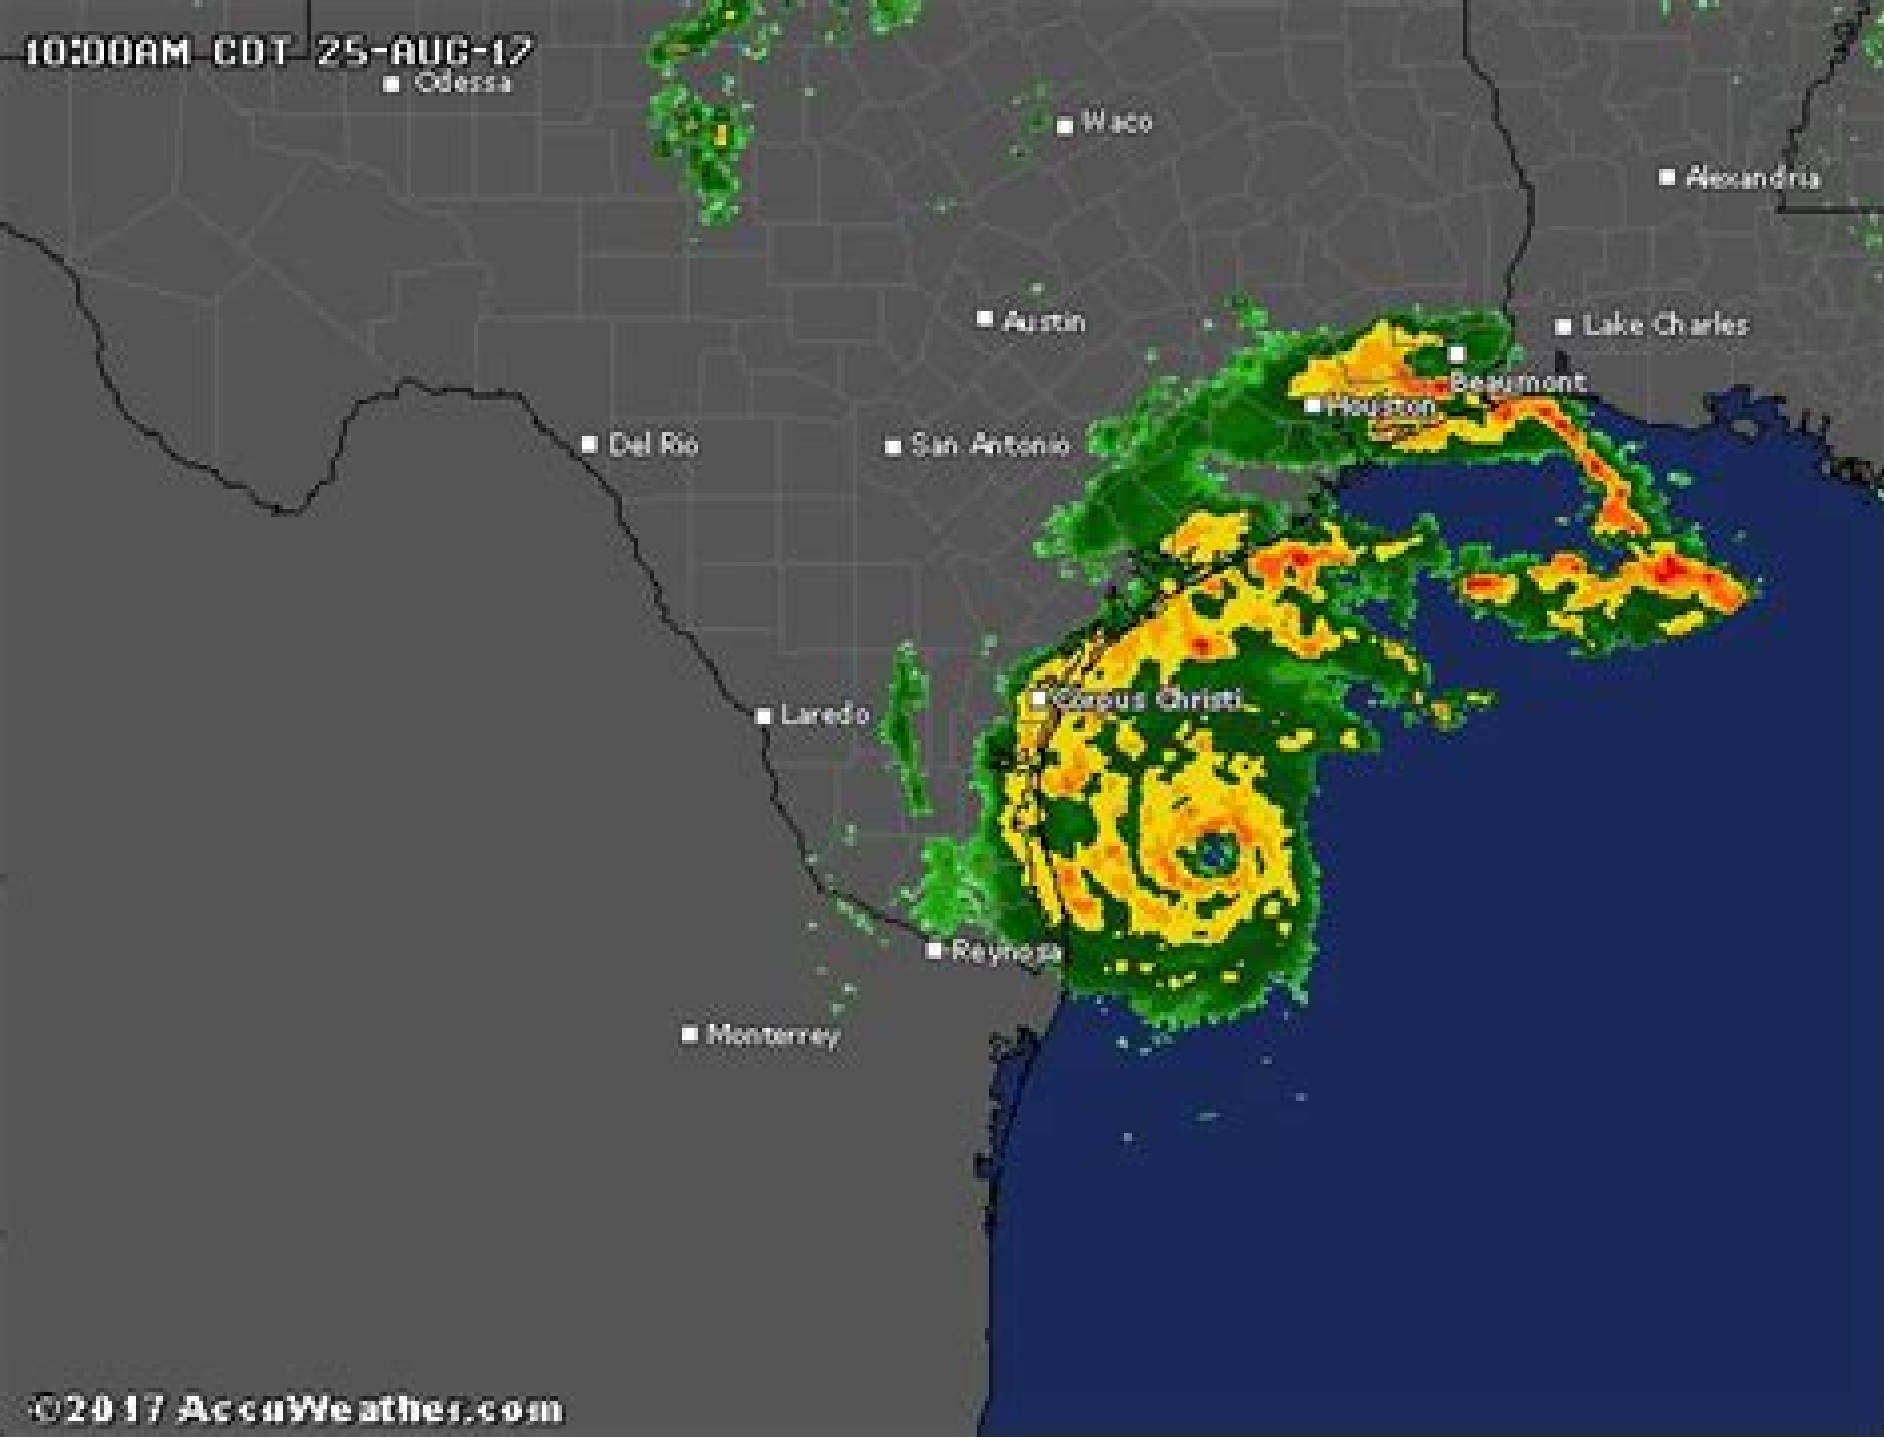 10:00AM CDT 25-AUG-17
Odessa
Waco
Alexandria
Austin
Lake Charles
Beaumont
Houston
Del Rio
San Antonio
Corpus Christi
Laredo
Reynosa
Monterrey
©2017 AccuWeather.com